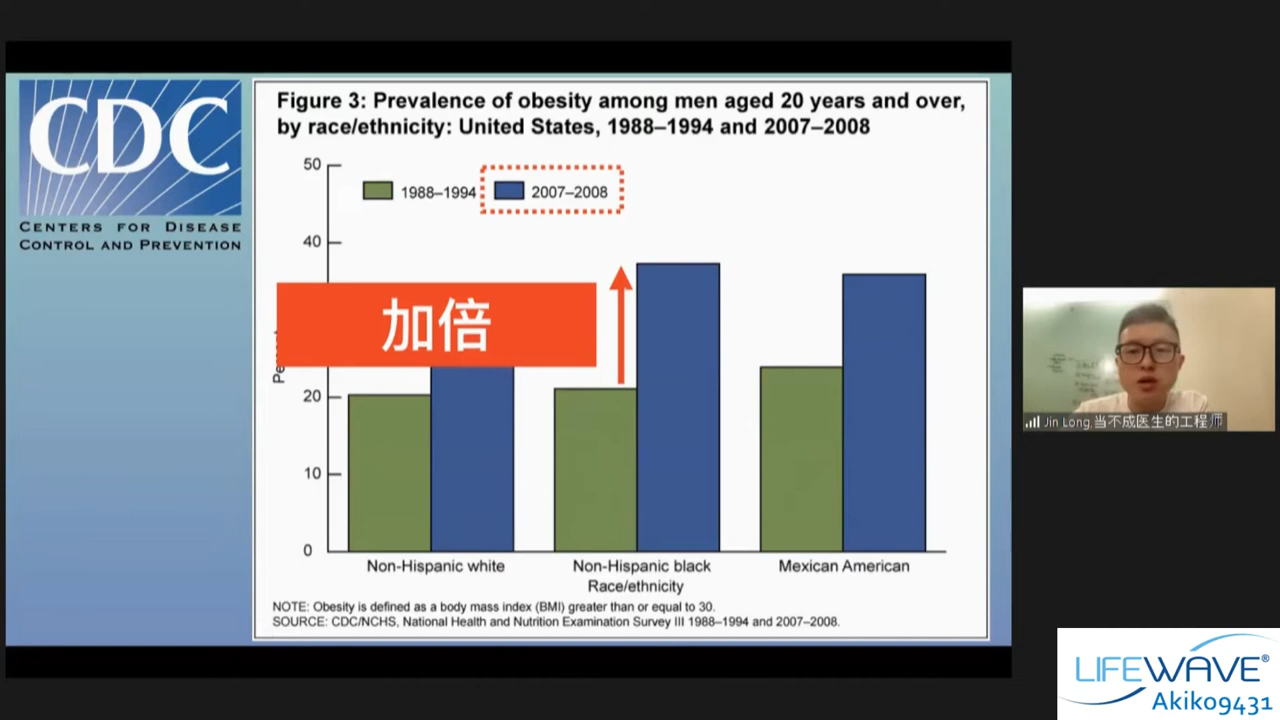 CDC
CENTERS FOR DISEASE
CONTROL AND PREVENTION
Figure 3: Prevalence of obesity among men aged 20 years and over,
by race/ethnicity: United States, 1988–1994 and 2007–2008
50
1988–1994
2007–2008
40
加倍
20
10
0
Non-Hispanic white
Non-Hispanic black
Mexican American
Race/ethnicity
NOTE: Obesity is defined as a body mass index (BMI) greater than or equal to 30.
SOURCE: CDC/NCHS, National Health and Nutrition Examination Survey III 1988–1994 and 2007–2008.
Jin Long 当不成医生的工程师
LIFEWAVE®
Akiko9431